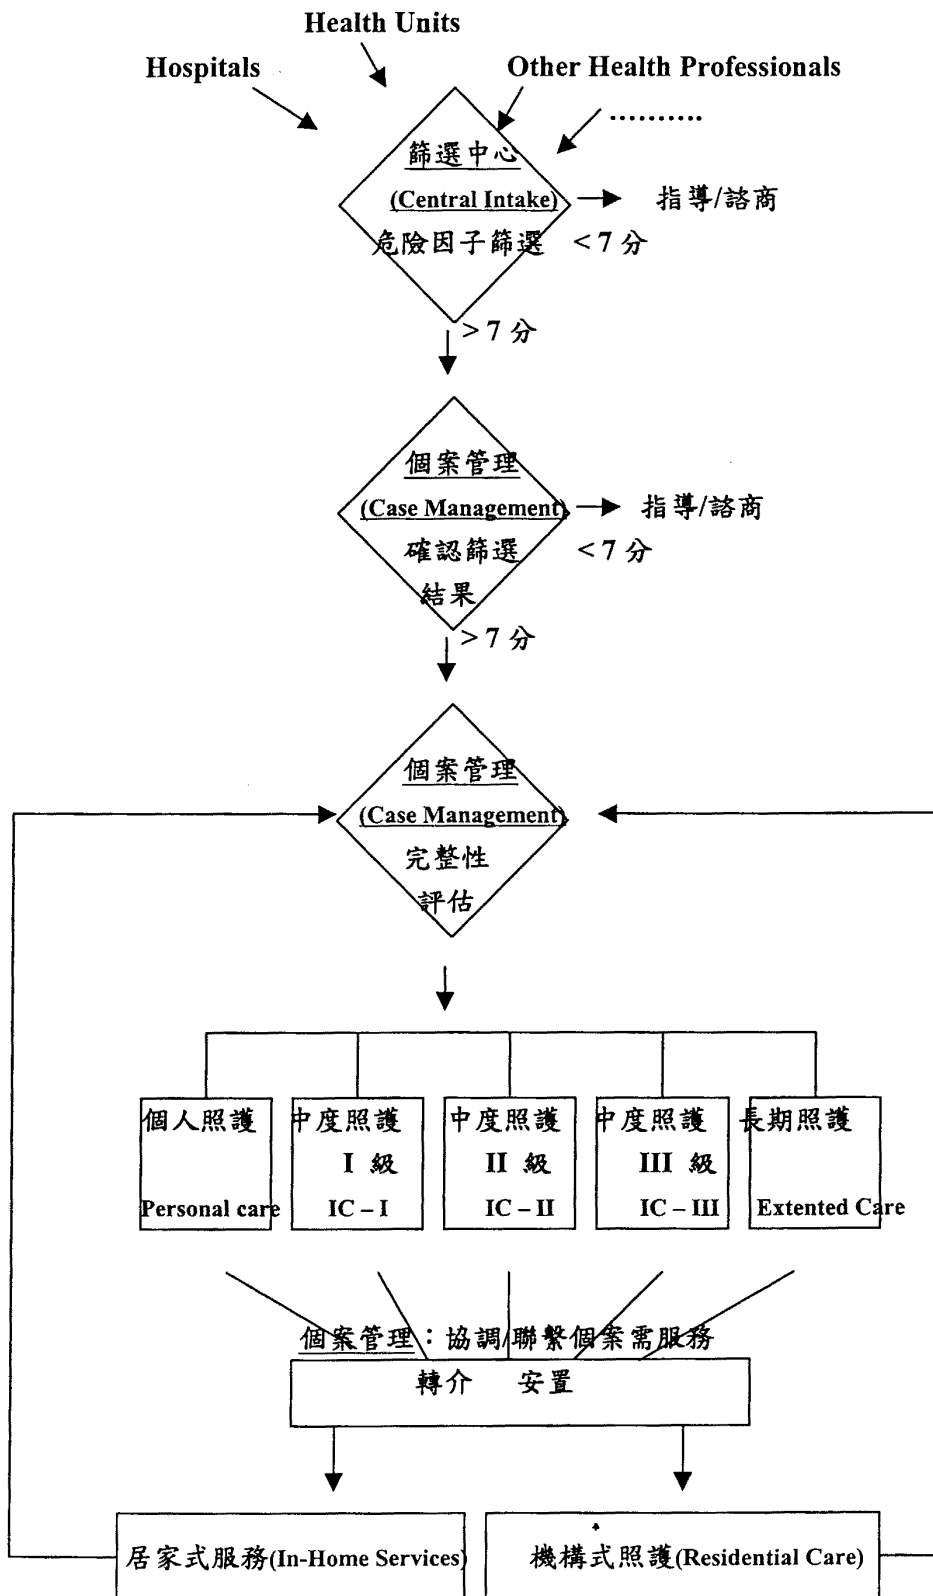 Health Units
Hospitals
Other Health Professionals
..........
篩選中心
(Central Intake)
指導/諮商
危險因子篩選
<7分
>7分
個案管理
(Case Management)
指導/諮商
確認篩選
<7分
結果
>7分
個案管理
(Case Management)
完整性
評估
個人照護
Personal care
中度照護
I 級
IC – I
中度照護
II 級
IC – II
中度照護
III 級
IC – III
長期照護
Extented Care
個案管理：協調/聯繫個案需服務
轉介 安置
居家式服務(In-Home Services)
機構式照護(Residential Care)